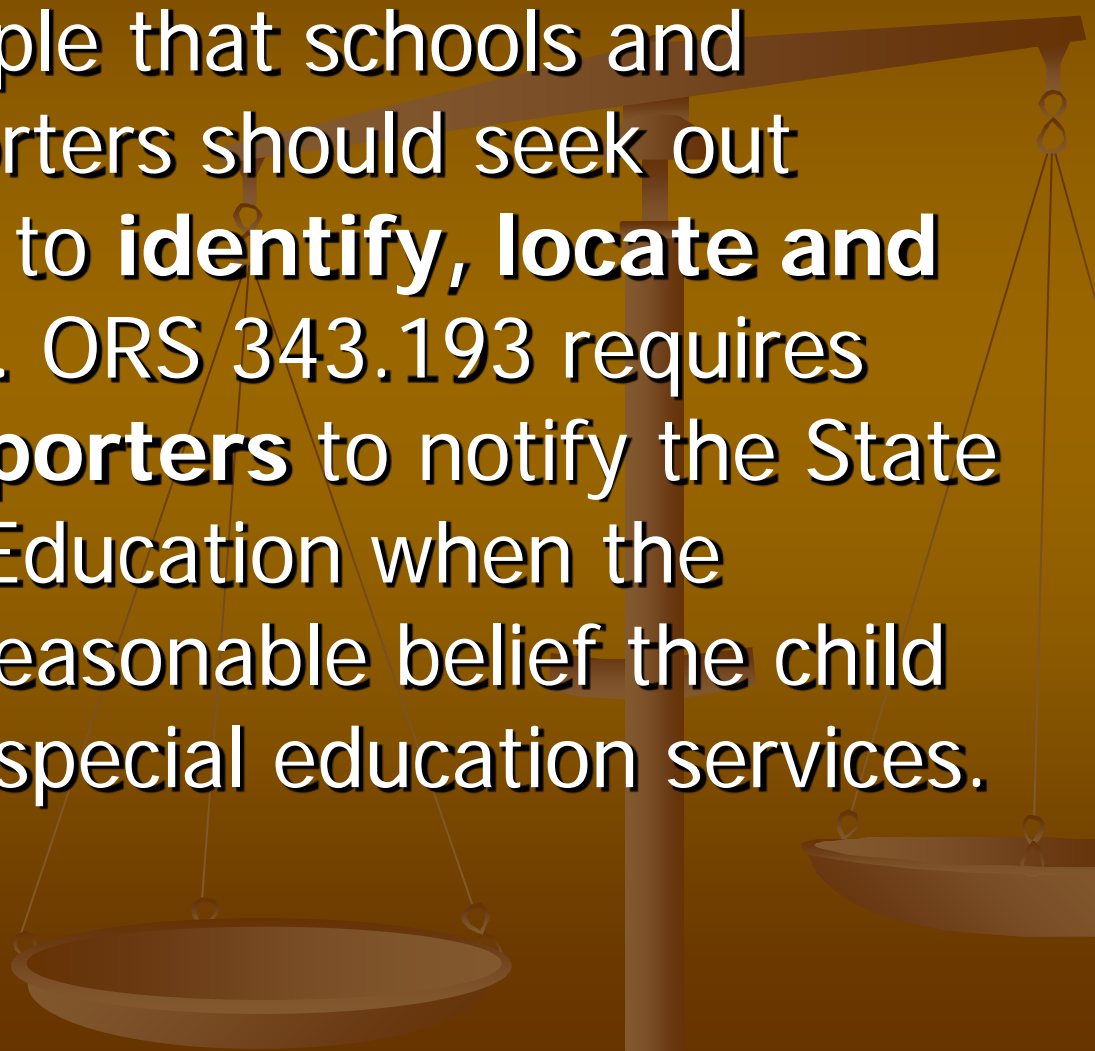 ple that schools and
rters should seek out
to identify, locate and
. ORS 343.193 requires
porters to notify the State
Education when the
easonable belief the child
special education services.